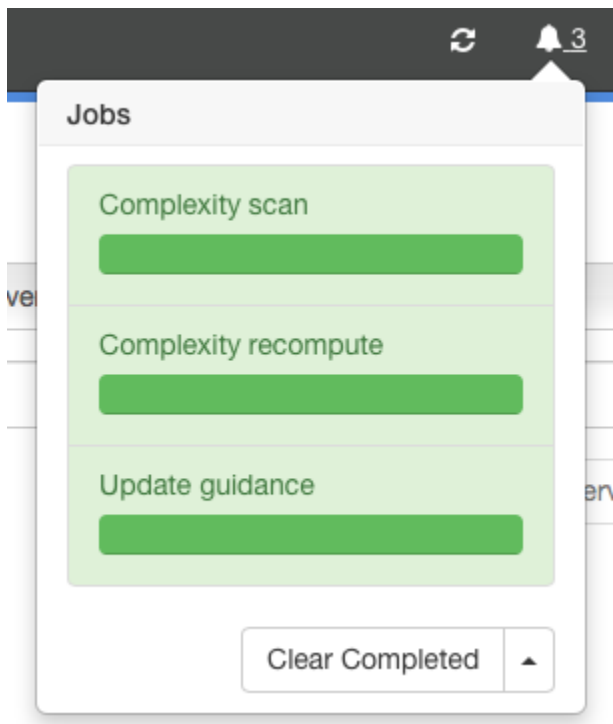 3
Jobs
Complexity scan
Complexity recompute
Update guidance
Clear Completed